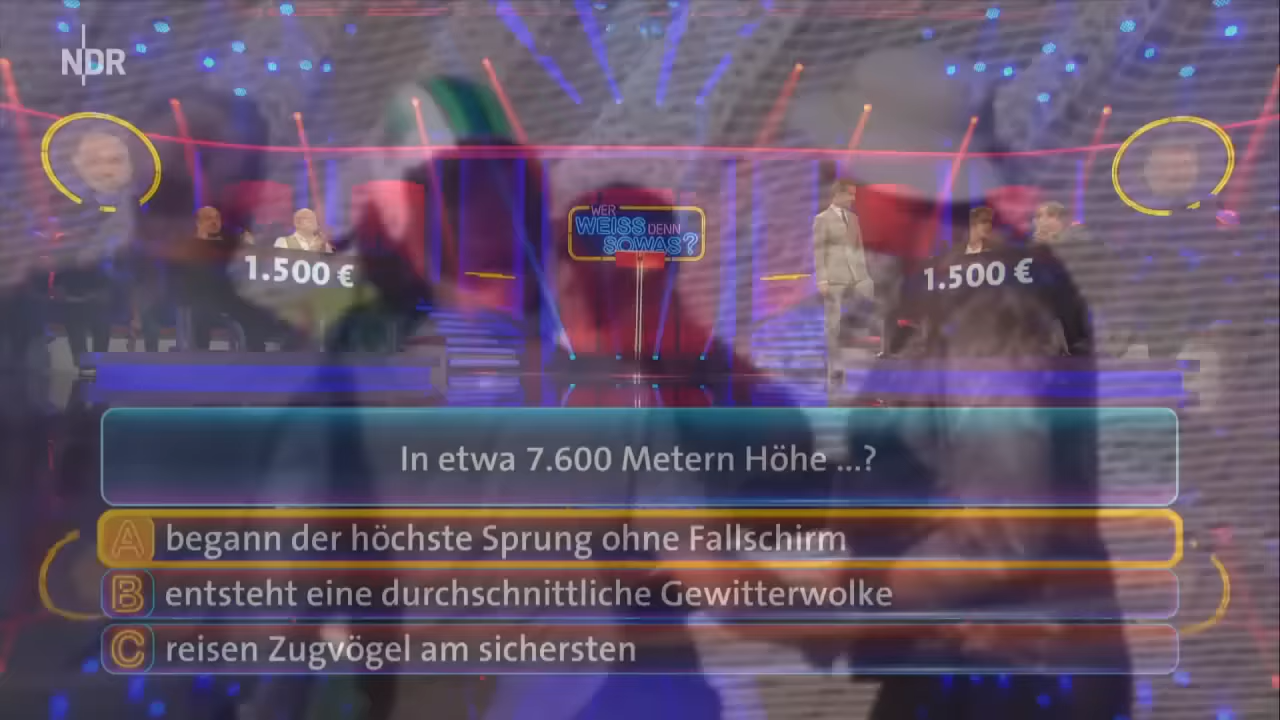 NDR
WER
WEISS DENN
SOWAS?
1.500 €
1.500 €
In etwa 7.600 Metern Höhe ...?
A begann der höchste Sprung ohne Fallschirm
B entsteht eine durchschnittliche Gewitterwolke
C reisen Zugvögel am sichersten